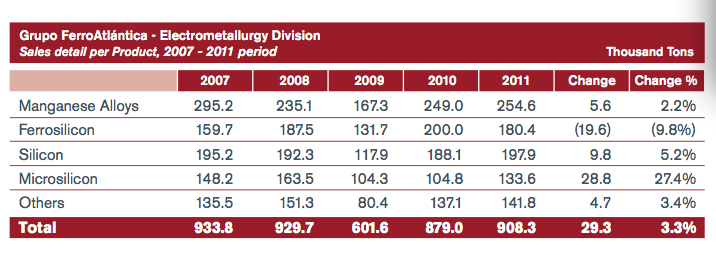 Grupo FerroAtlántica - Electrometallurgy Division
Sales detail per Product, 2007 - 2011 period Thousand Tons
2007 2008 2009 2010 2011 Change Change %
Manganese Alloys 295.2 235.1 167.3 249.0 254.6 5.6 2.2%
Ferrosilicon 159.7 187.5 131.7 200.0 180.4 (19.6) (9.8%)
Silicon 195.2 192.3 117.9 188.1 197.9 9.8 5.2%
Microsilicon 148.2 163.5 104.3 104.8 133.6 28.8 27.4%
Others 135.5 151.3 80.4 137.1 141.8 4.7 3.4%
Total 933.8 929.7 601.6 879.0 908.3 29.3 3.3%